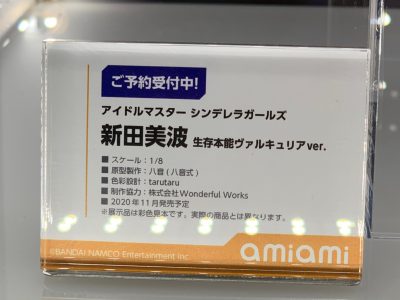 ご予約受付中!
アイドルマスター シンデレラガールズ
新田美波 生存本能ヴァルキュリアver.
■ スケール：1/8
■ 原型製作：八音 ( 八音式 )
■ 色彩設計：tarutaru
■ 制作協力：株式会社Wonderful Works
■ 2020年11月発売予定
※展示品は彩色見本です。実際の商品とは異なります。
©BANDAI NAMCO Entertainment Inc.
amiami